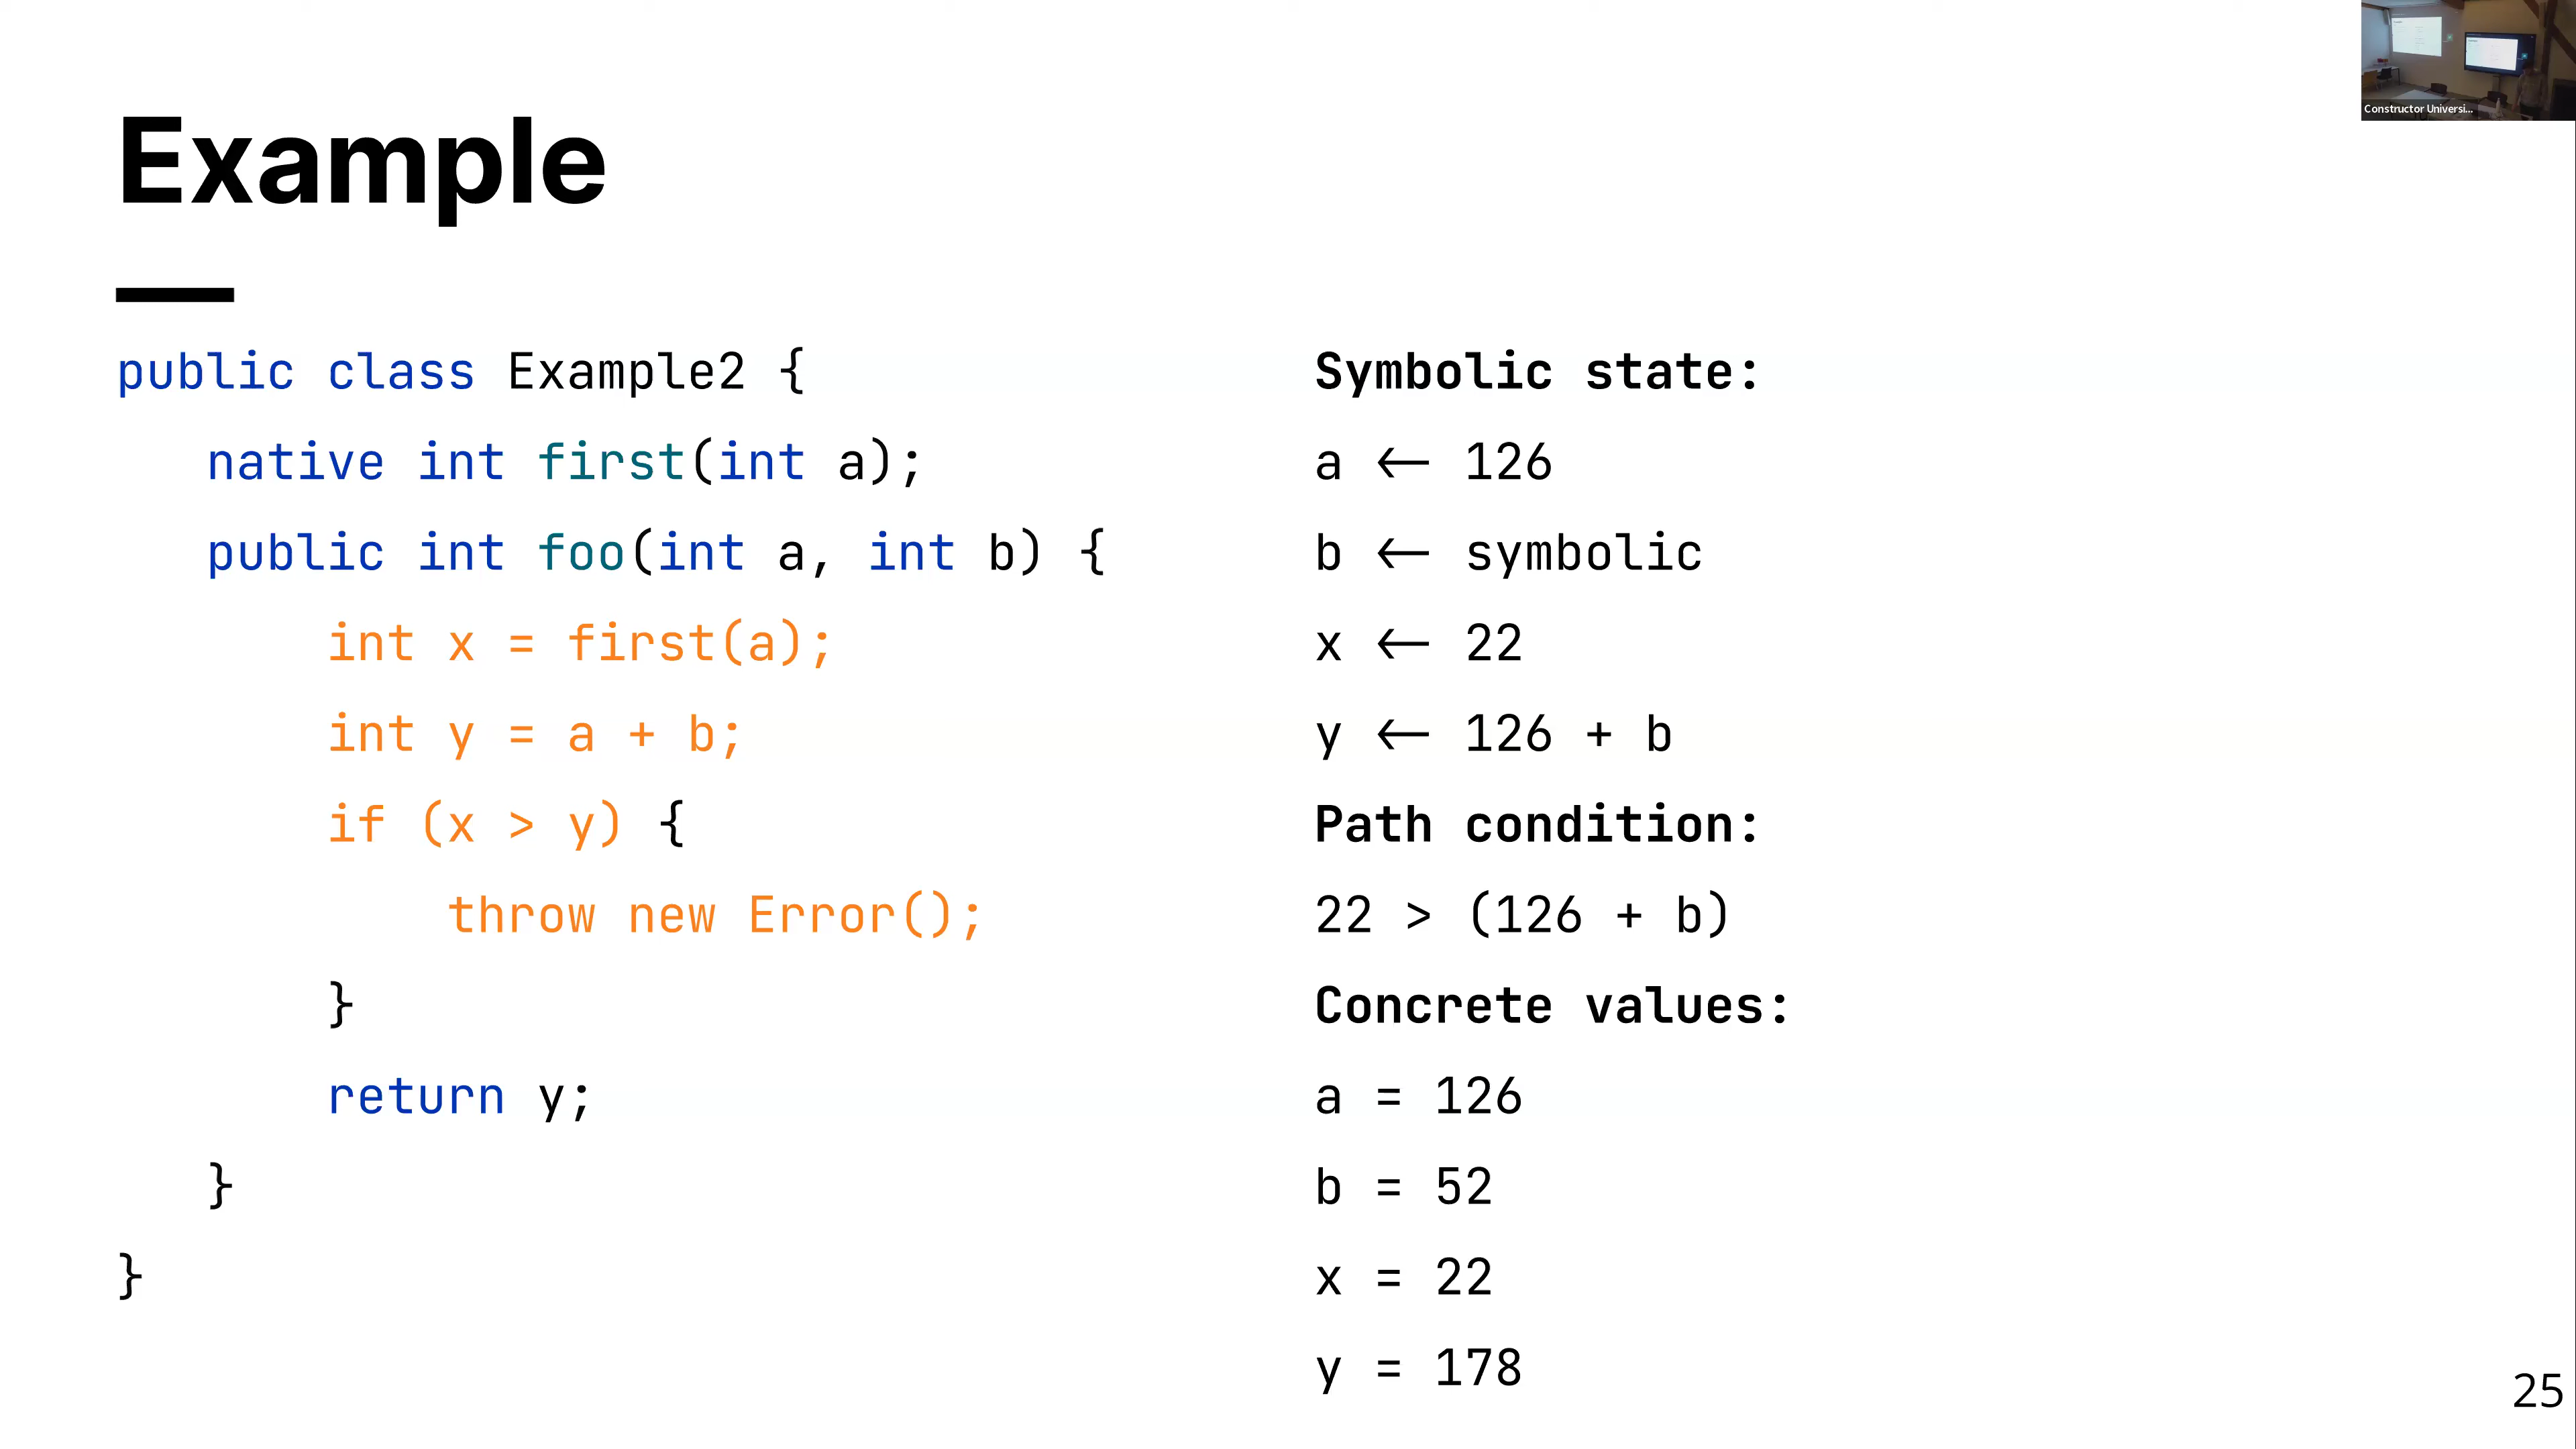 Constructor Universi...
Example
public class Example2 {
native int first(int a);
public int foo(int a, int b) {
int x = first(a);
int y = a + b;
if (x > y) {
throw new Error();
}
return y;
}
}
Symbolic state:
a ← 126
b ← symbolic
x ← 22
y ← 126 + b
Path condition:
22 > (126 + b)
Concrete values:
a = 126
b = 52
x = 22
y = 178
25